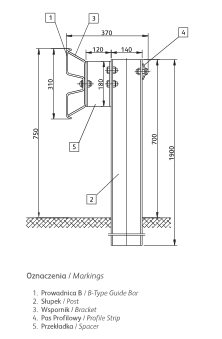 1
3
4
370
120
140
310
180
5
750
700
1900
2
Oznaczenia / Markings
1. Prowadnica B / B-Type Guide Bar
2. Słupek / Post
3. Wspornik / Bracket
4. Pas Profilowy / Profile Strip
5. Przekładka / Spacer